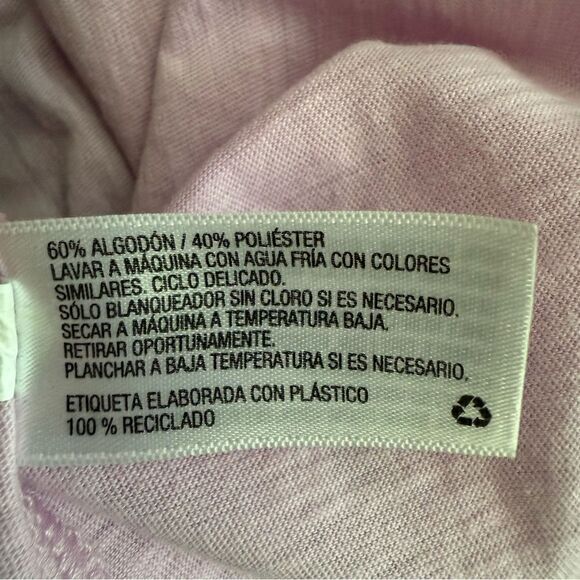 60% ALGODÓN / 40% POLIÉSTER
LAVAR A MÁQUINA CON AGUA FRÍA CON COLORES
SIMILARES. CICLO DELICADO.
SÓLO BLANQUEADOR SIN CLORO SI ES NECESARIO.
SECAR A MÁQUINA A TEMPERATURA BAJA.
RETIRAR OPORTUNAMENTE.
PLANCHAR A BAJA TEMPERATURA SI ES NECESARIO.
ETIQUETA ELABORADA CON PLÁSTICO
100 % RECICLADO